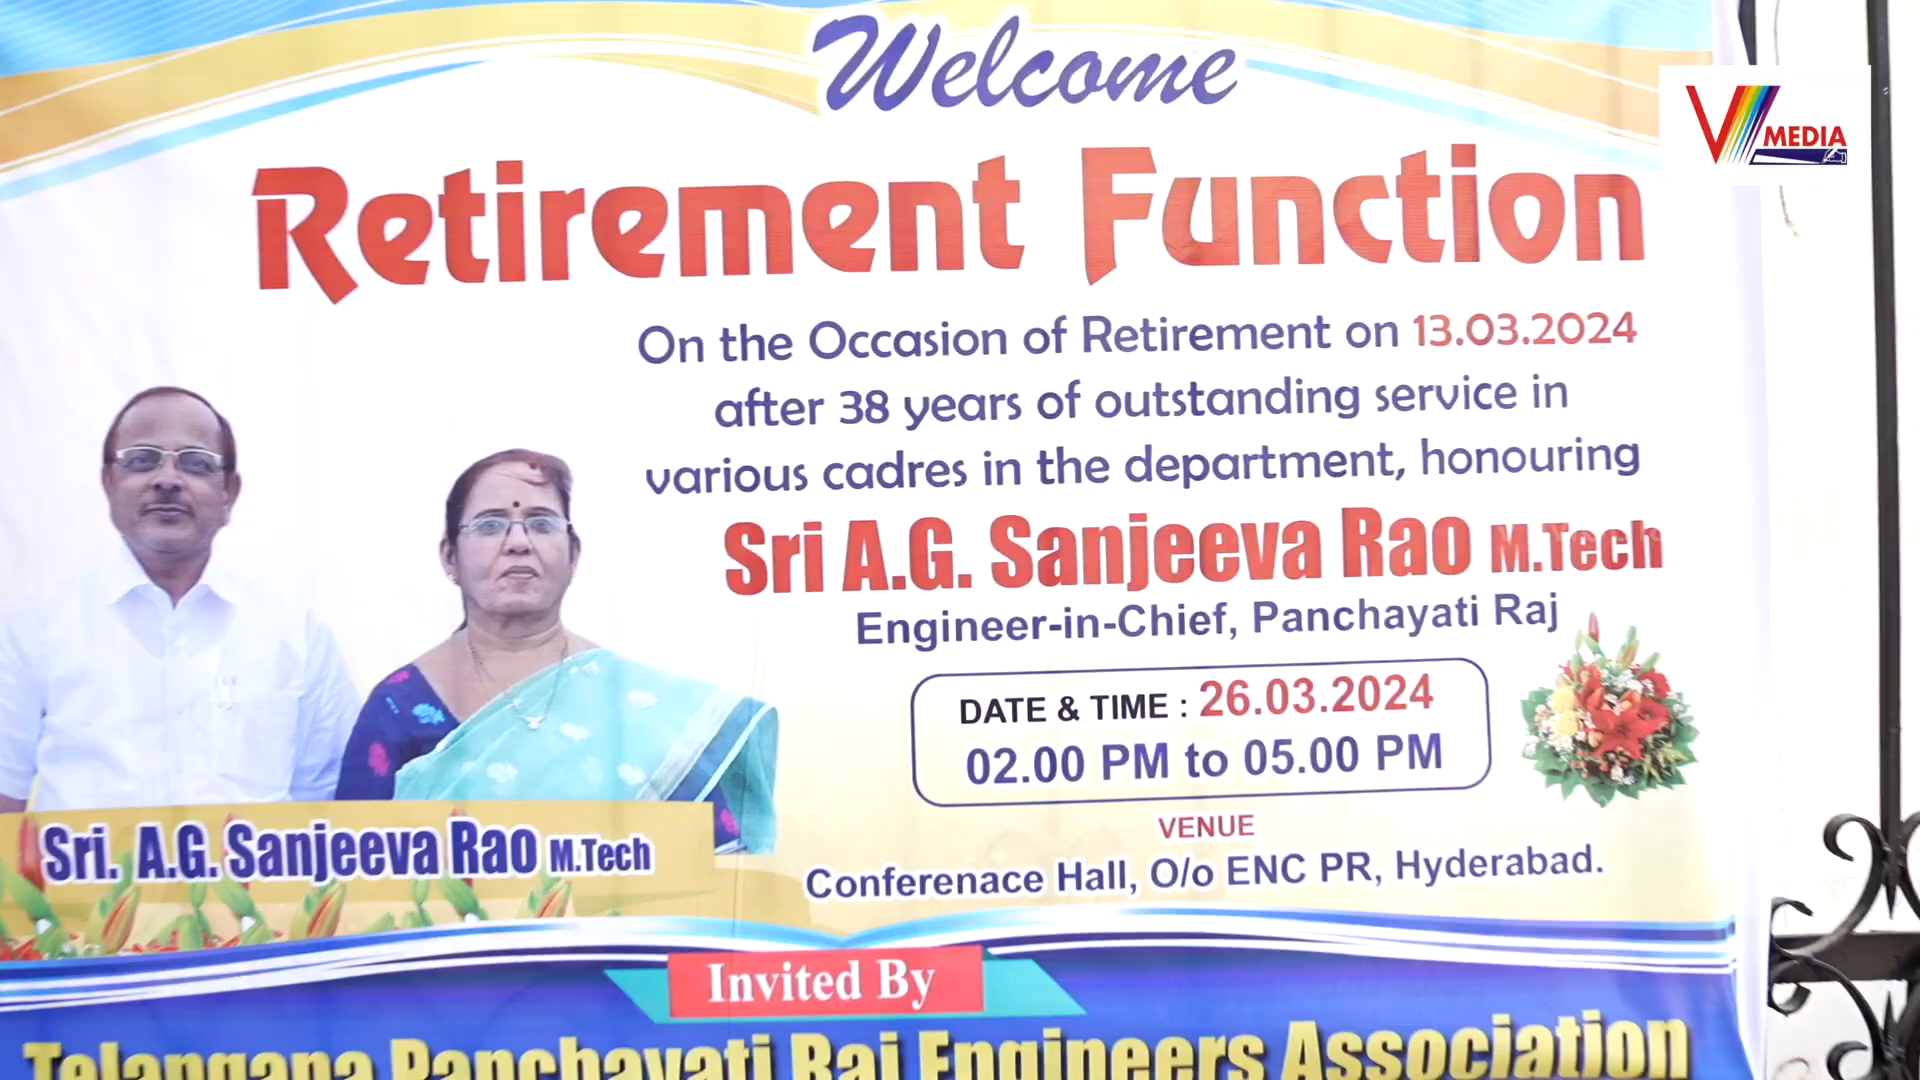 Welcome
V MEDIA
Retirement Function
On the Occasion of Retirement on 13.03.2024
after 38 years of outstanding service in
various cadres in the department, honouring
Sri A.G. Sanjeeva Rao M.Tech
Engineer-in-Chief, Panchayati Raj
DATE & TIME : 26.03.2024
02.00 PM to 05.00 PM
VENUE
Conferenace Hall, O/o ENC PR, Hyderabad.
Sri. A.G. Sanjeeva Rao M.Tech
Invited By
Telangana Panchayati Raj Engineers Association